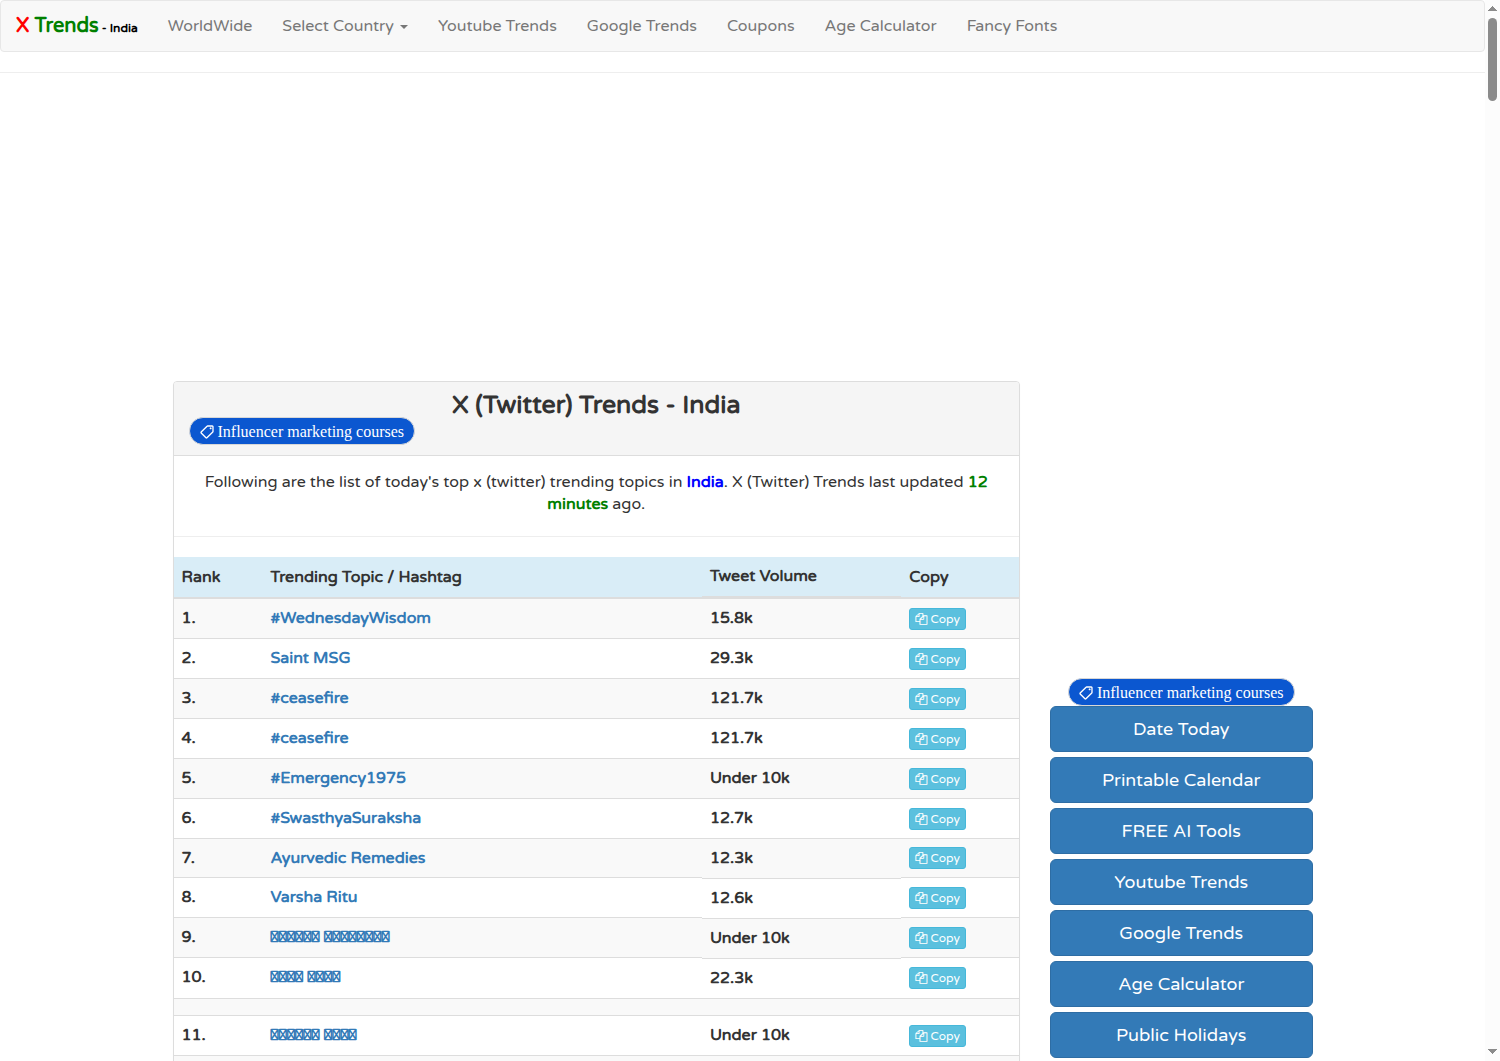 X Trends - India WorldWide Select Country Youtube Trends Google Trends Coupons Age Calculator Fancy Fonts
X (Twitter) Trends - India
Influencer marketing courses
Following are the list of today's top x (twitter) trending topics in India. X (Twitter) Trends last updated 12
minutes ago.
Rank Trending Topic / Hashtag Tweet Volume Copy
1. #WednesdayWisdom 15.8k Copy
2. Saint MSG 29.3k Copy
3. #ceasefire 121.7k Copy
4. #ceasefire 121.7k Copy
5. #Emergency1975 Under 10k Copy
6. #SwasthyaSuraksha 12.7k Copy
7. Ayurvedic Remedies 12.3k Copy
8. Varsha Ritu 12.6k Copy
9. Under 10k Copy
10. 22.3k Copy
11. Under 10k Copy
Influencer marketing courses
Date Today
Printable Calendar
FREE AI Tools
Youtube Trends
Google Trends
Age Calculator
Public Holidays